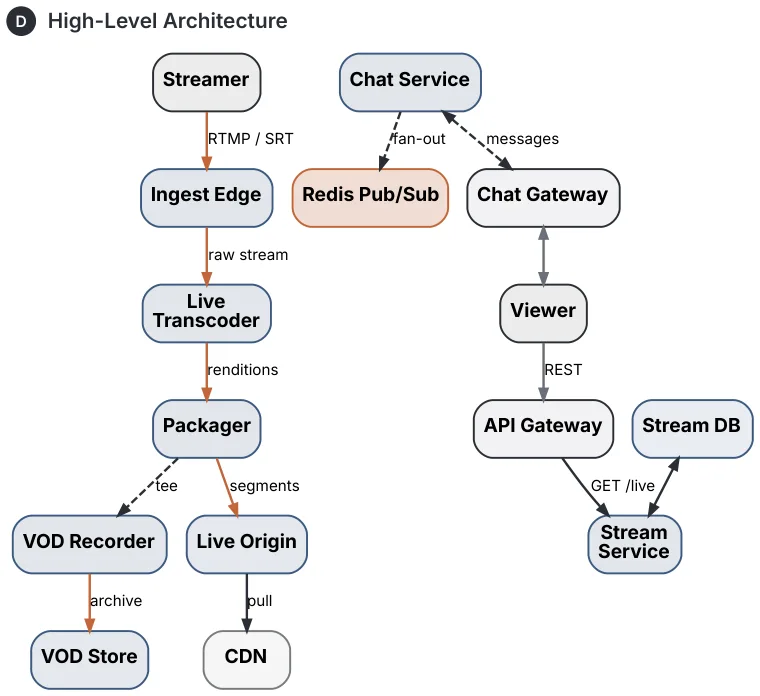 D High-Level Architecture
Streamer
Chat Service
RTMP / SRT
fan-out
messages
Ingest Edge
Redis Pub/Sub
Chat Gateway
raw stream
Live
Transcoder
Viewer
renditions
REST
Packager
API Gateway
Stream DB
tee
segments
GET /live
VOD Recorder
Live Origin
Stream
Service
archive
pull
VOD Store
CDN